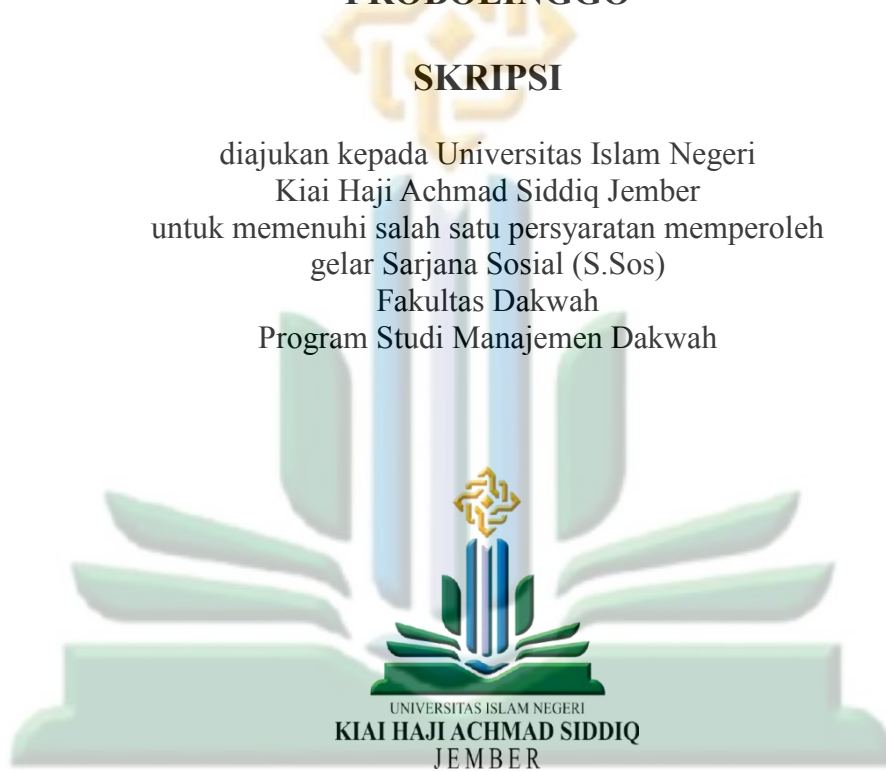 PROBOLINGGO
SKRIPSI
diajukan kepada Universitas Islam Negeri
Kiai Haji Achmad Siddiq Jember
untuk memenuhi salah satu persyaratan memperoleh
gelar Sarjana Sosial (S.Sos)
Fakultas Dakwah
Program Studi Manajemen Dakwah
UNIVERSITAS ISLAM NEGERI
KIAI HAJI ACHMAD SIDDIQ
JEMBER